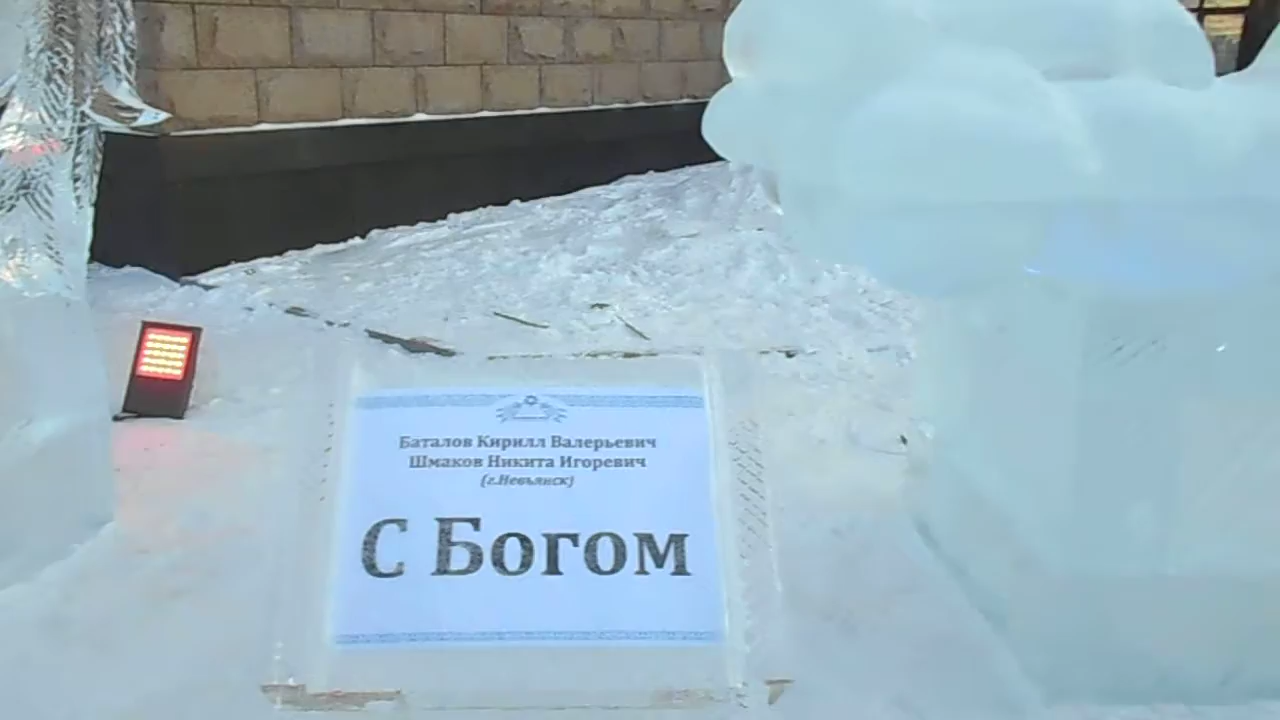 Баталов Кирилл Валерьевич
Шмаков Никита Игоревич
(г.Невьянск)
С Богом